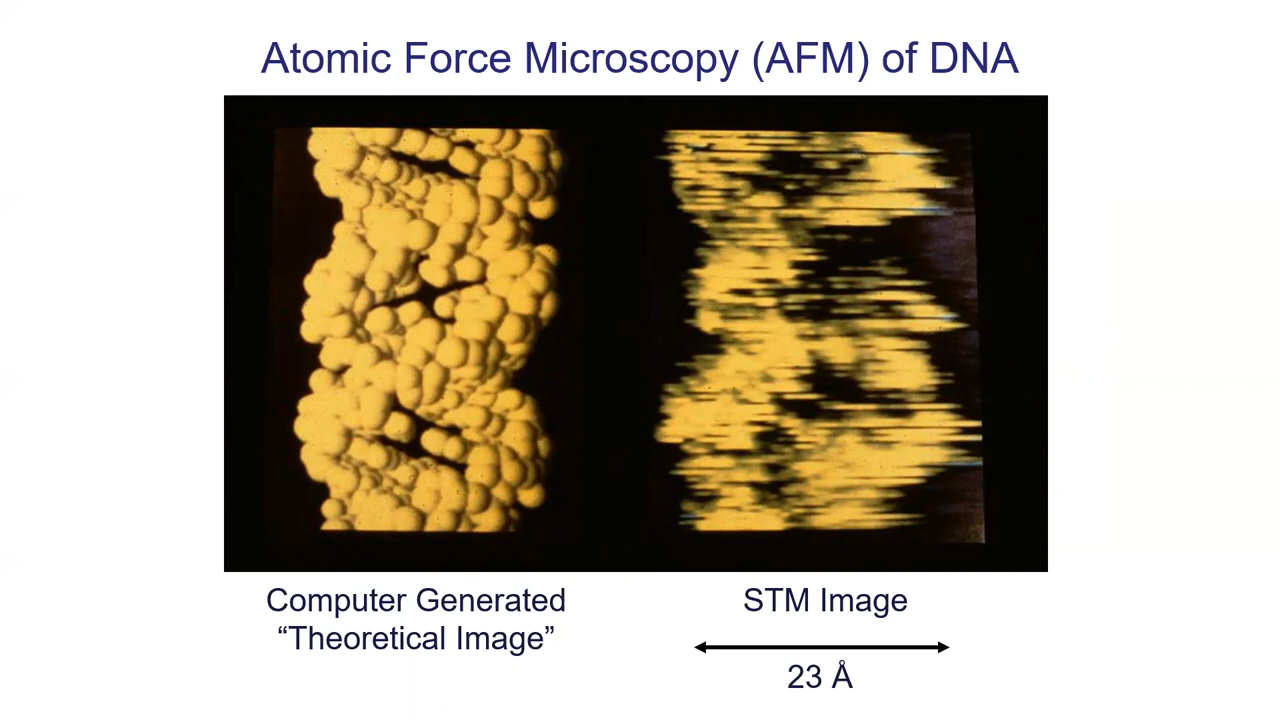 Atomic Force Microscopy (AFM) of DNA
Computer Generated
“Theoretical Image”
STM Image
23 Å